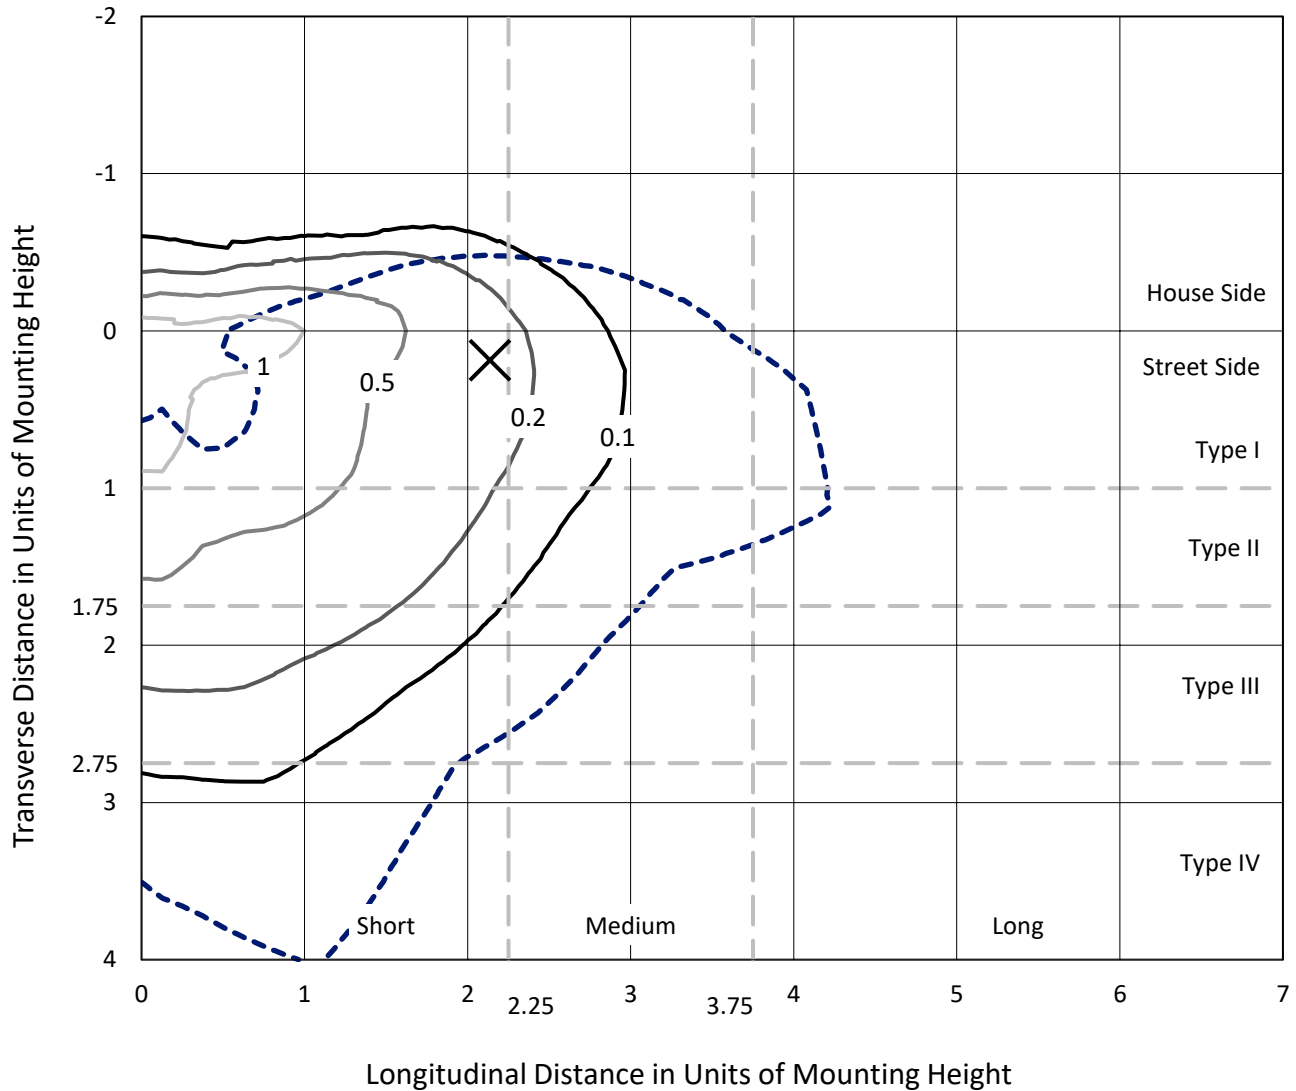 -2
-1
0
1
1.75
2
2.75
3
4
Transverse Distance in Units of Mounting Height
House Side
Street Side
Type I
Type II
Type III
Type IV
1
0.5
0.2
0.1
Short
Medium
Long
0
1
2
2.25
3
3.75
4
5
6
7
Longitudinal Distance in Units of Mounting Height